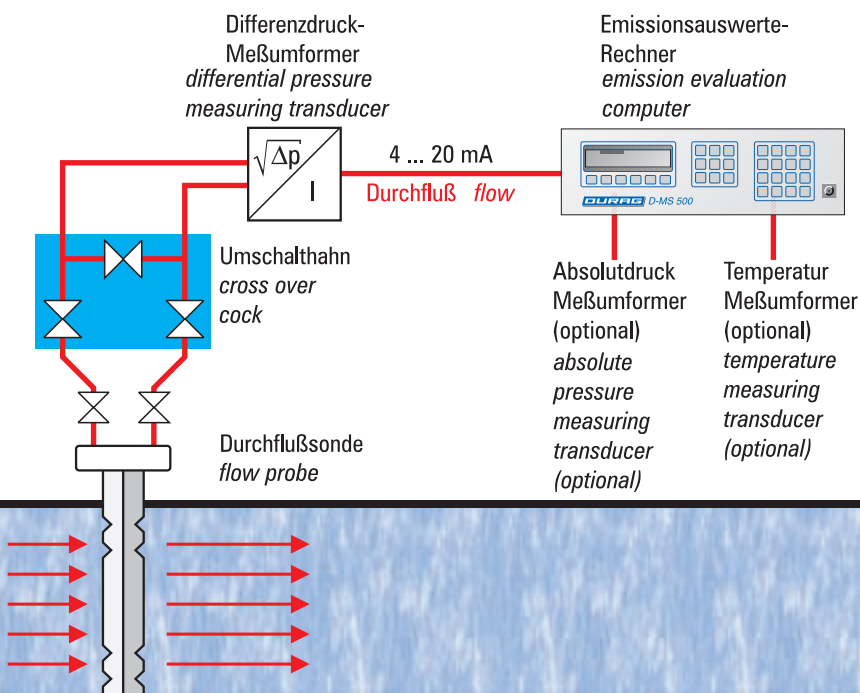 Differenzdruck-
Meßumformer
differential pressure
measuring transducer
Emissionsauswerte-
Rechner
emission evaluation
computer
√Δp
I
4 ... 20 mA
Durchfluß flow
DURAG D-MS 500
Umschalthahn
cross over
cock
Absolutdruck
Meßumformer
(optional)
absolute
pressure
measuring
transducer
(optional)
Temperatur
Meßumformer
(optional)
temperature
measuring
transducer
(optional)
Durchflußsonde
flow probe